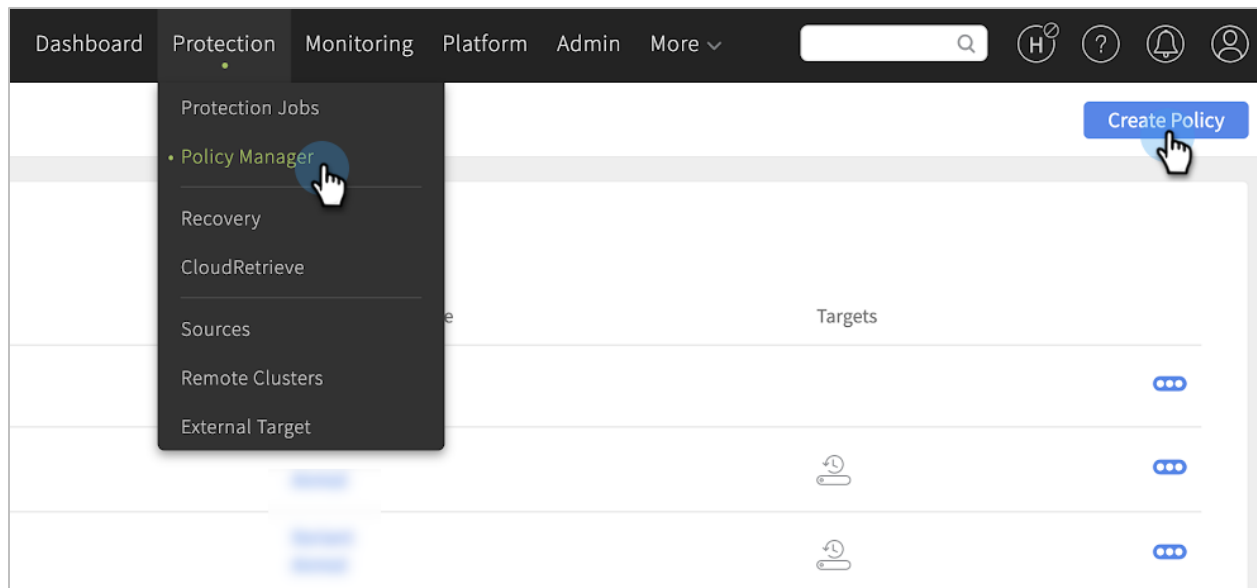 Dashboard Protection Monitoring Platform Admin More H ?
Protection Jobs
Create Policy
• Policy Manager
Recovery
CloudRetrieve
Sources
e Targets
Remote Clusters
External Target